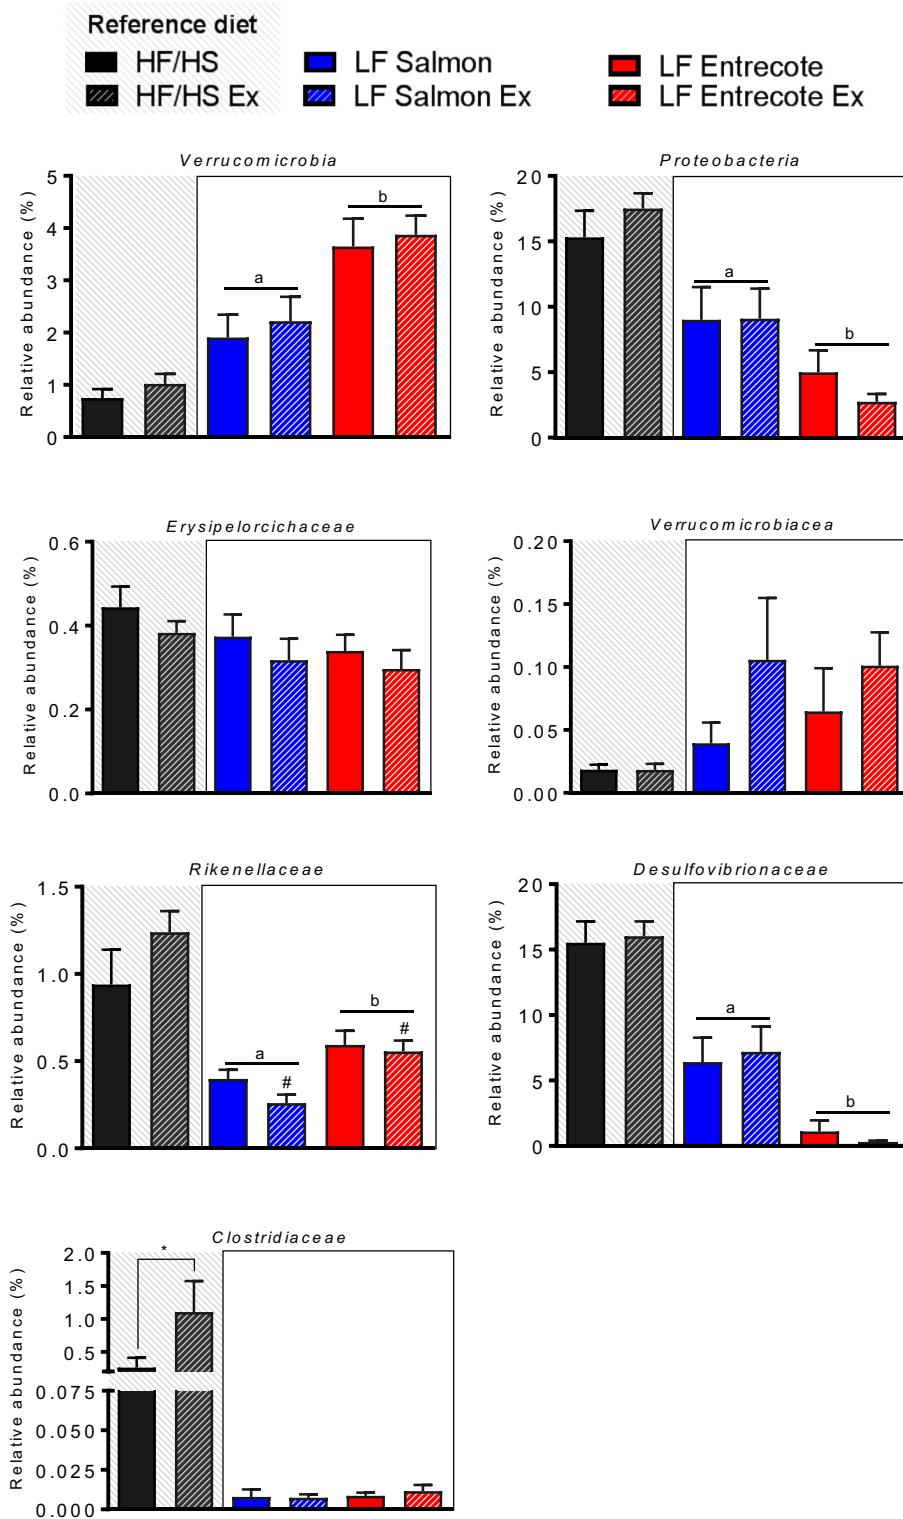 Reference diet
HF/HS
LF Salmon
LF Entrecote
HF/HS Ex
LF Salmon Ex
LF Entrecote Ex
Verrucomicrobia
Relative abundance (%)
5
4
3
2
1
0
a
b
Proteobacteria
Relative abundance (%)
20
15
10
5
0
a
b
Erysipelorcichaceae
Relative abundance (%)
0.6
0.4
0.2
0.0
Verrucomicrobiacea
Relative abundance (%)
0.20
0.15
0.10
0.05
0.00
Rikenellaceae
Relative abundance (%)
1.5
1.0
0.5
0.0
a
#
b
#
Desulfovibrionaceae
Relative abundance (%)
20
15
10
5
0
a
b
Clostridiaceae
Relative abundance (%)
2.0
1.5
1.0
0.5
0.075
0.050
0.025
0.000
*